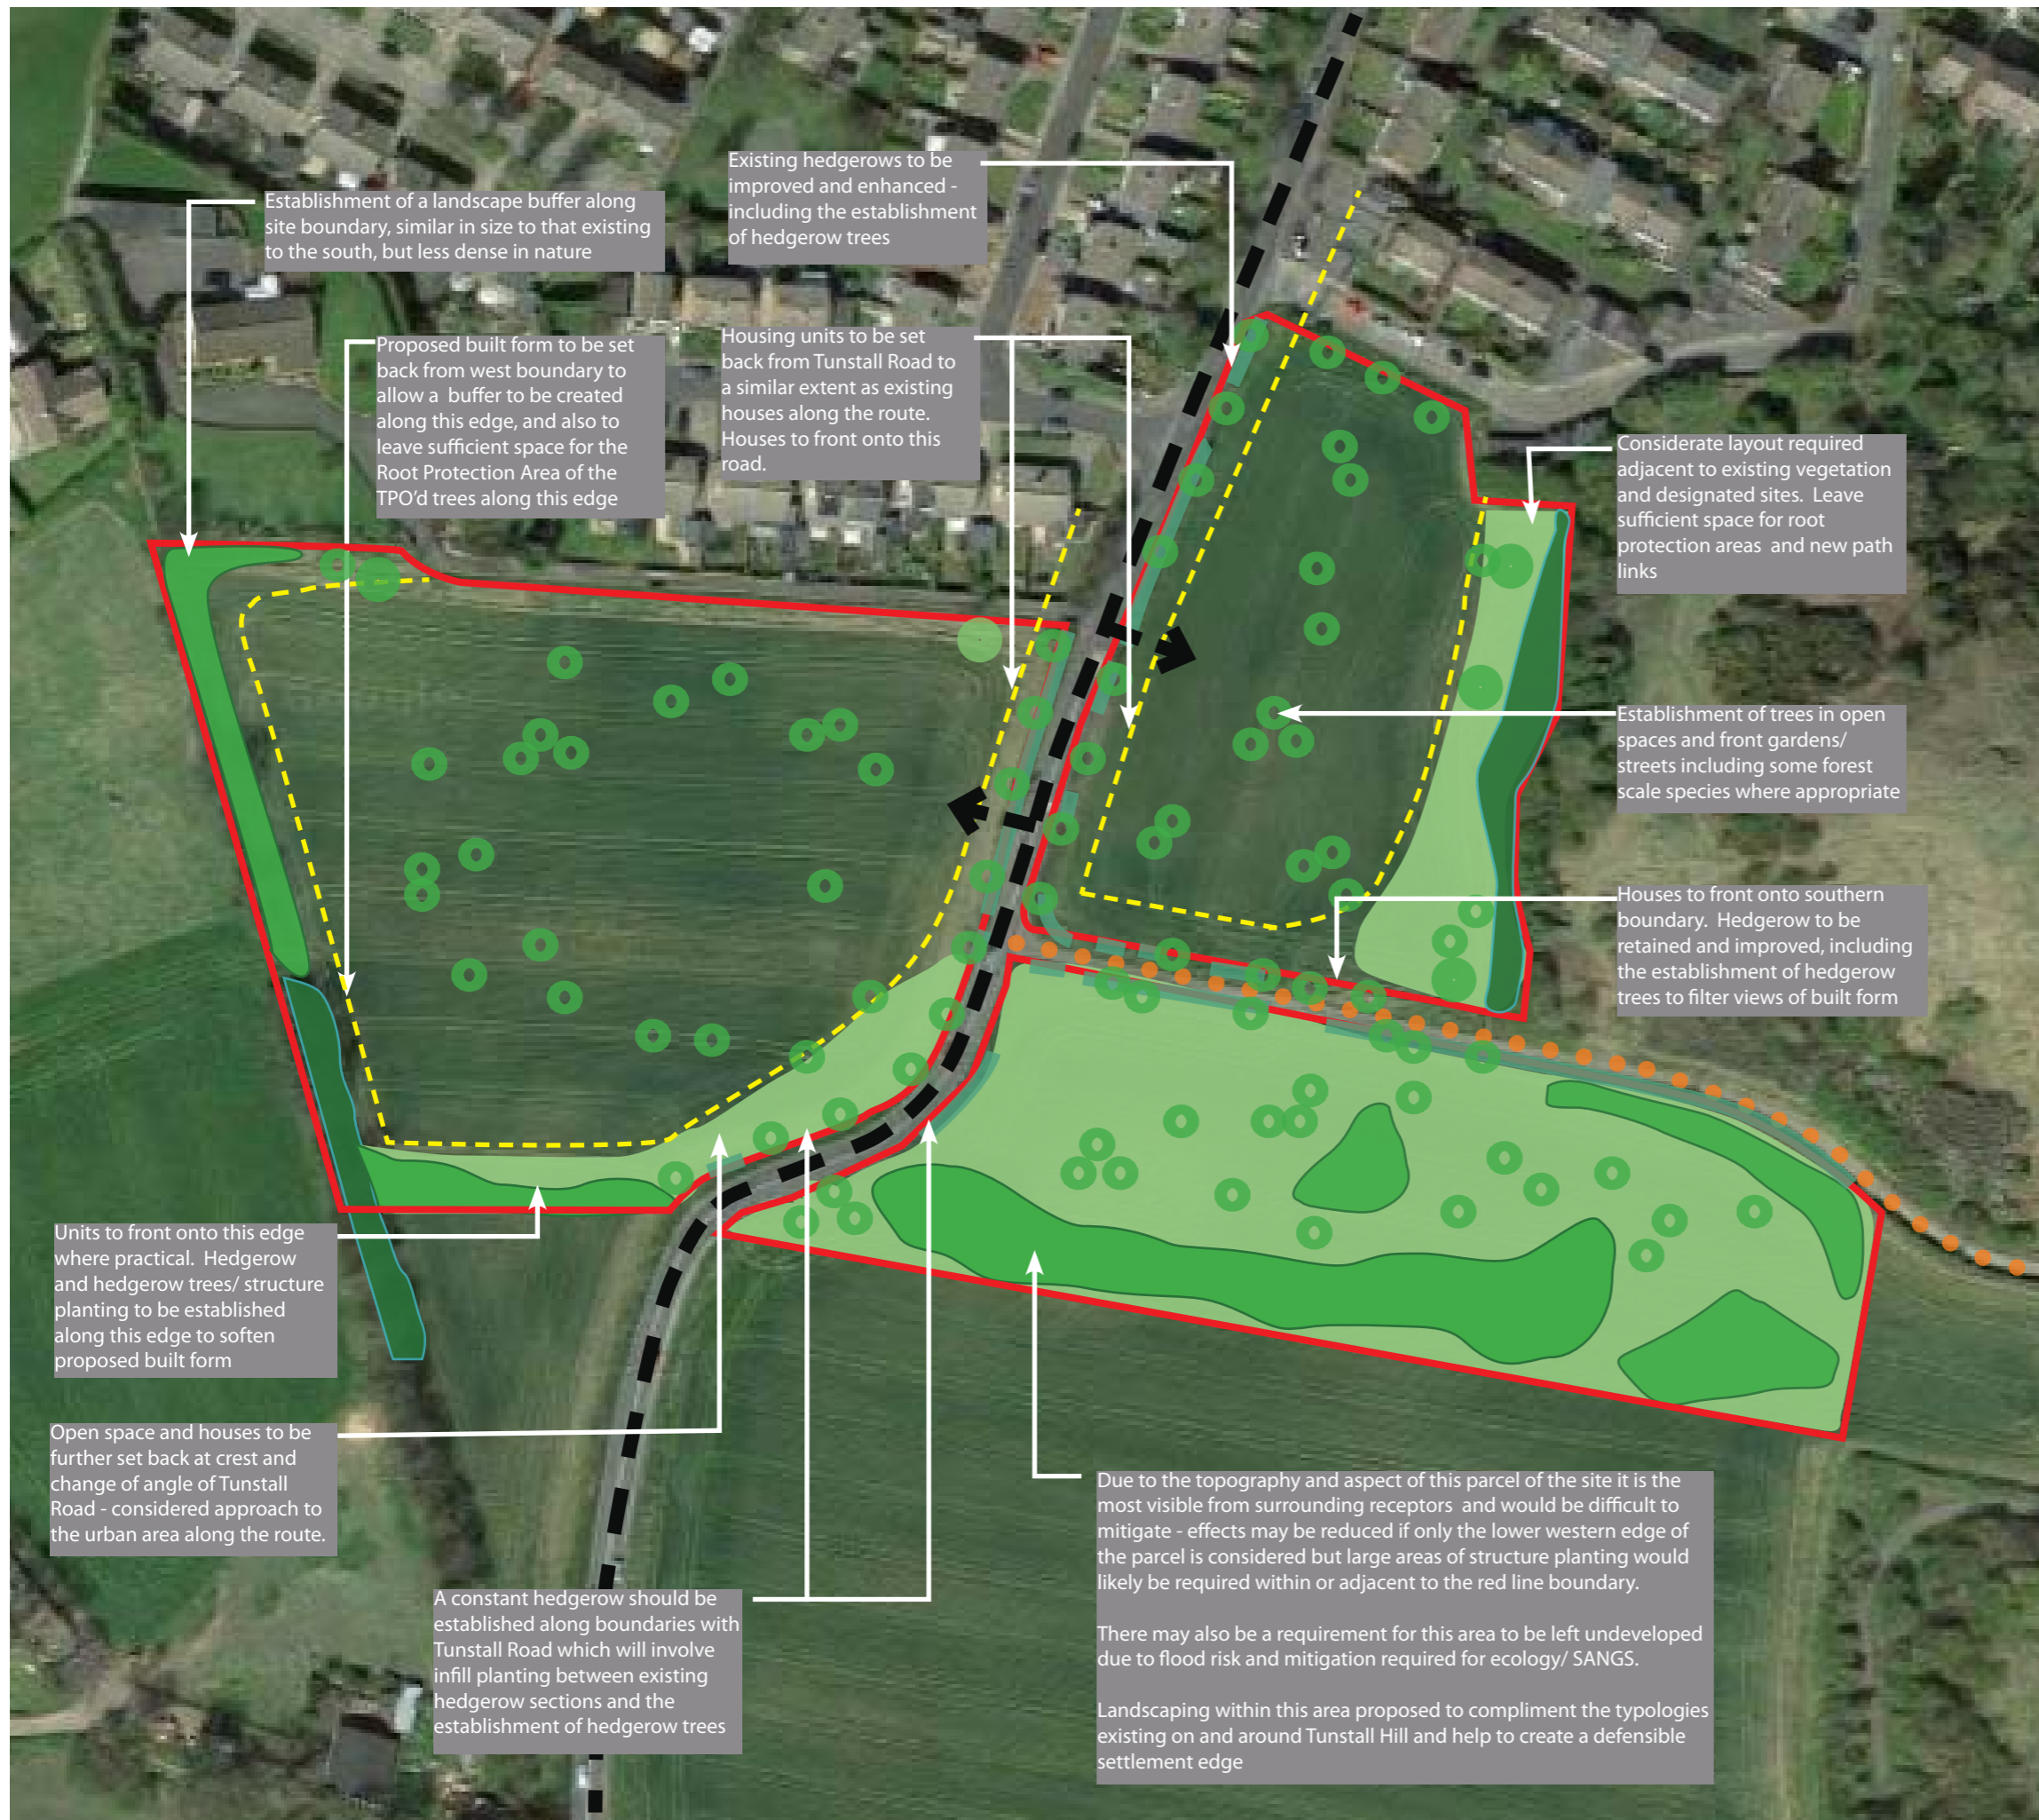 Existing hedgerows to be
improved and enhanced -
including the establishment
of hedgerow trees
Establishment of a landscape buffer along
site boundary, similar in size to that existing
to the south, but less dense in nature
Housing units to be set
back from Tunstall Road to
a similar extent as existing
houses along the route.
Houses to front onto this
road.
Proposed built form to be set
back from west boundary to
allow a  buffer to be created
along this edge, and also to
leave sufficient space for the
Root Protection Area of the
TPO'd trees along this edge
Considerate layout required
adjacent to existing vegetation
and designated sites.  Leave
sufficient space for root
protection areas  and new path
links
Establishment of trees in open
spaces and front gardens/
streets including some forest
scale species where appropriate
Houses to front onto southern
boundary.  Hedgerow to be
retained and improved, including
the establishment of hedgerow
trees to filter views of built form
Units to front onto this edge
where practical.  Hedgerow
and hedgerow trees/ structure
planting to be established
along this edge to soften
proposed built form
Open space and houses to be
further set back at crest and
change of angle of Tunstall
Road - considered approach to
the urban area along the route.
A constant hedgerow should be
established along boundaries with
Tunstall Road which will involve
infill planting between existing
hedgerow sections and the
establishment of hedgerow trees
Due to the topography and aspect of this parcel of the site it is the
most visible from surrounding receptors  and would be difficult to
mitigate - effects may be reduced if only the lower western edge of
the parcel is considered but large areas of structure planting would
likely be required within or adjacent to the red line boundary.
There may also be a requirement for this area to be left undeveloped
due to flood risk and mitigation required for ecology/ SANGS.
Landscaping within this area proposed to compliment the typologies
existing on and around Tunstall Hill and help to create a defensible
settlement edge